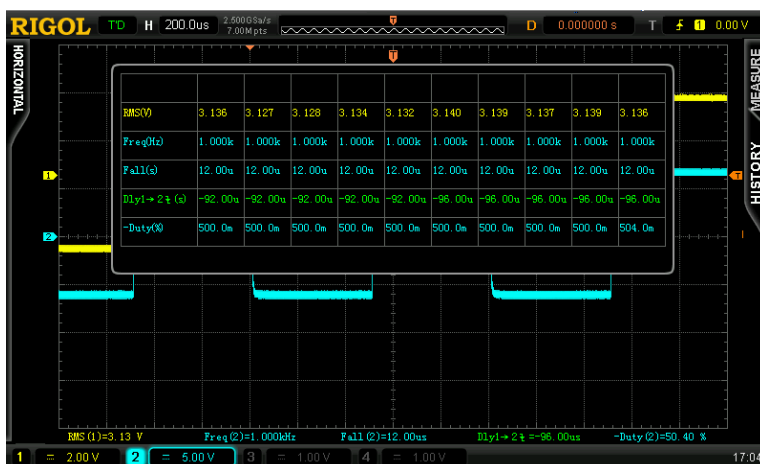 RIGOL T'D H 200.0us 2.500GSa/s 7.00Mpts D 0.000000 s T 1 0.00 V
HORIZONTAL
MEASURE
HISTORY
T
RMS(V) 3.136 3.127 3.128 3.134 3.132 3.140 3.139 3.137 3.139 3.136
Freq(Hz) 1.000k 1.000k 1.000k 1.000k 1.000k 1.000k 1.000k 1.000k 1.000k 1.000k
Fall(s) 12.00u 12.00u 12.00u 12.00u 12.00u 12.00u 12.00u 12.00u 12.00u 12.00u
Dly1→2 (s) -92.00u -92.00u -92.00u -92.00u -92.00u -96.00u -96.00u -96.00u -96.00u -96.00u
-Duty(%) 500.0m 500.0m 500.0m 500.0m 500.0m 500.0m 500.0m 500.0m 500.0m 504.0m
1
T
2
RMS(1)=3.13 V Freq(2)=1.000kHz Fall(2)=12.00us Dly1→2 =-96.00us -Duty(2)=50.40 %
1 = 2.00 V 2 = 5.00 V 3 = 1.00 V 4 = 1.00 V 17:04